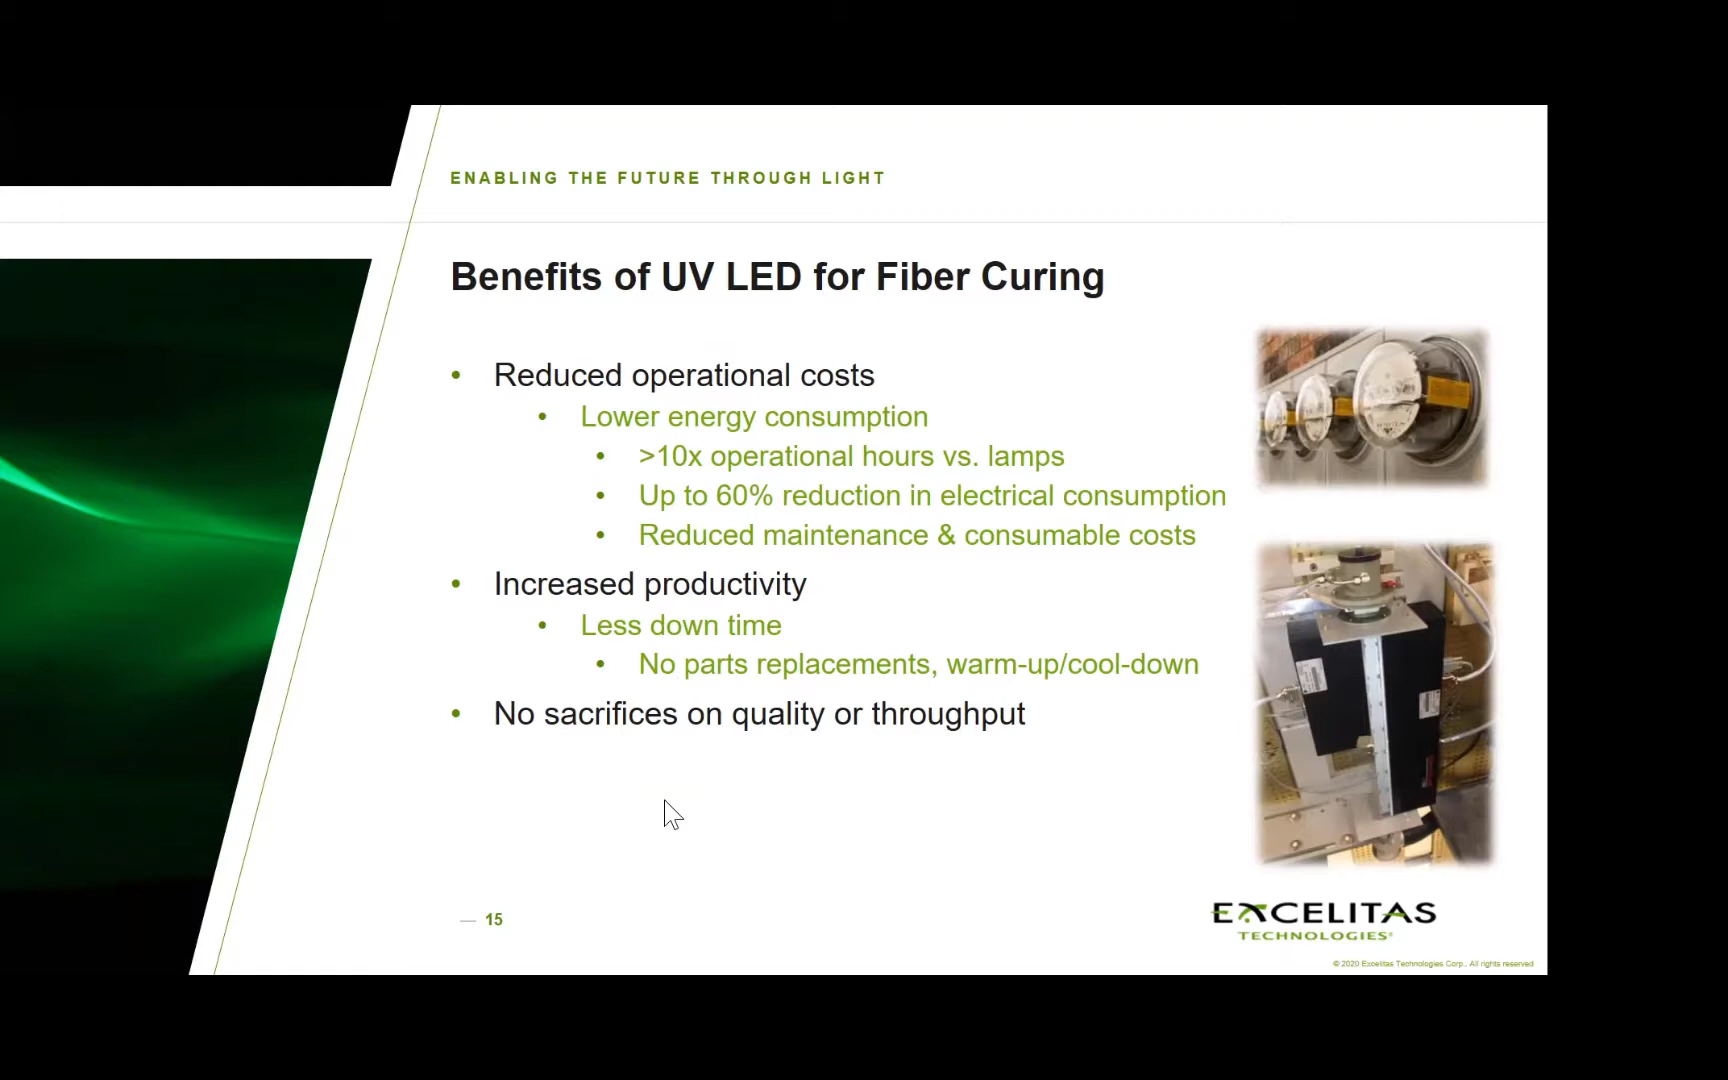 ENABLING THE FUTURE THROUGH LIGHT
Benefits of UV LED for Fiber Curing
• Reduced operational costs
• Lower energy consumption
• >10x operational hours vs. lamps
• Up to 60% reduction in electrical consumption
• Reduced maintenance & consumable costs
• Increased productivity
• Less down time
• No parts replacements, warm-up/cool-down
• No sacrifices on quality or throughput
— 15
EXCELITAS
TECHNOLOGIES®
© 2020 Excelitas Technologies Corp., All rights reserved